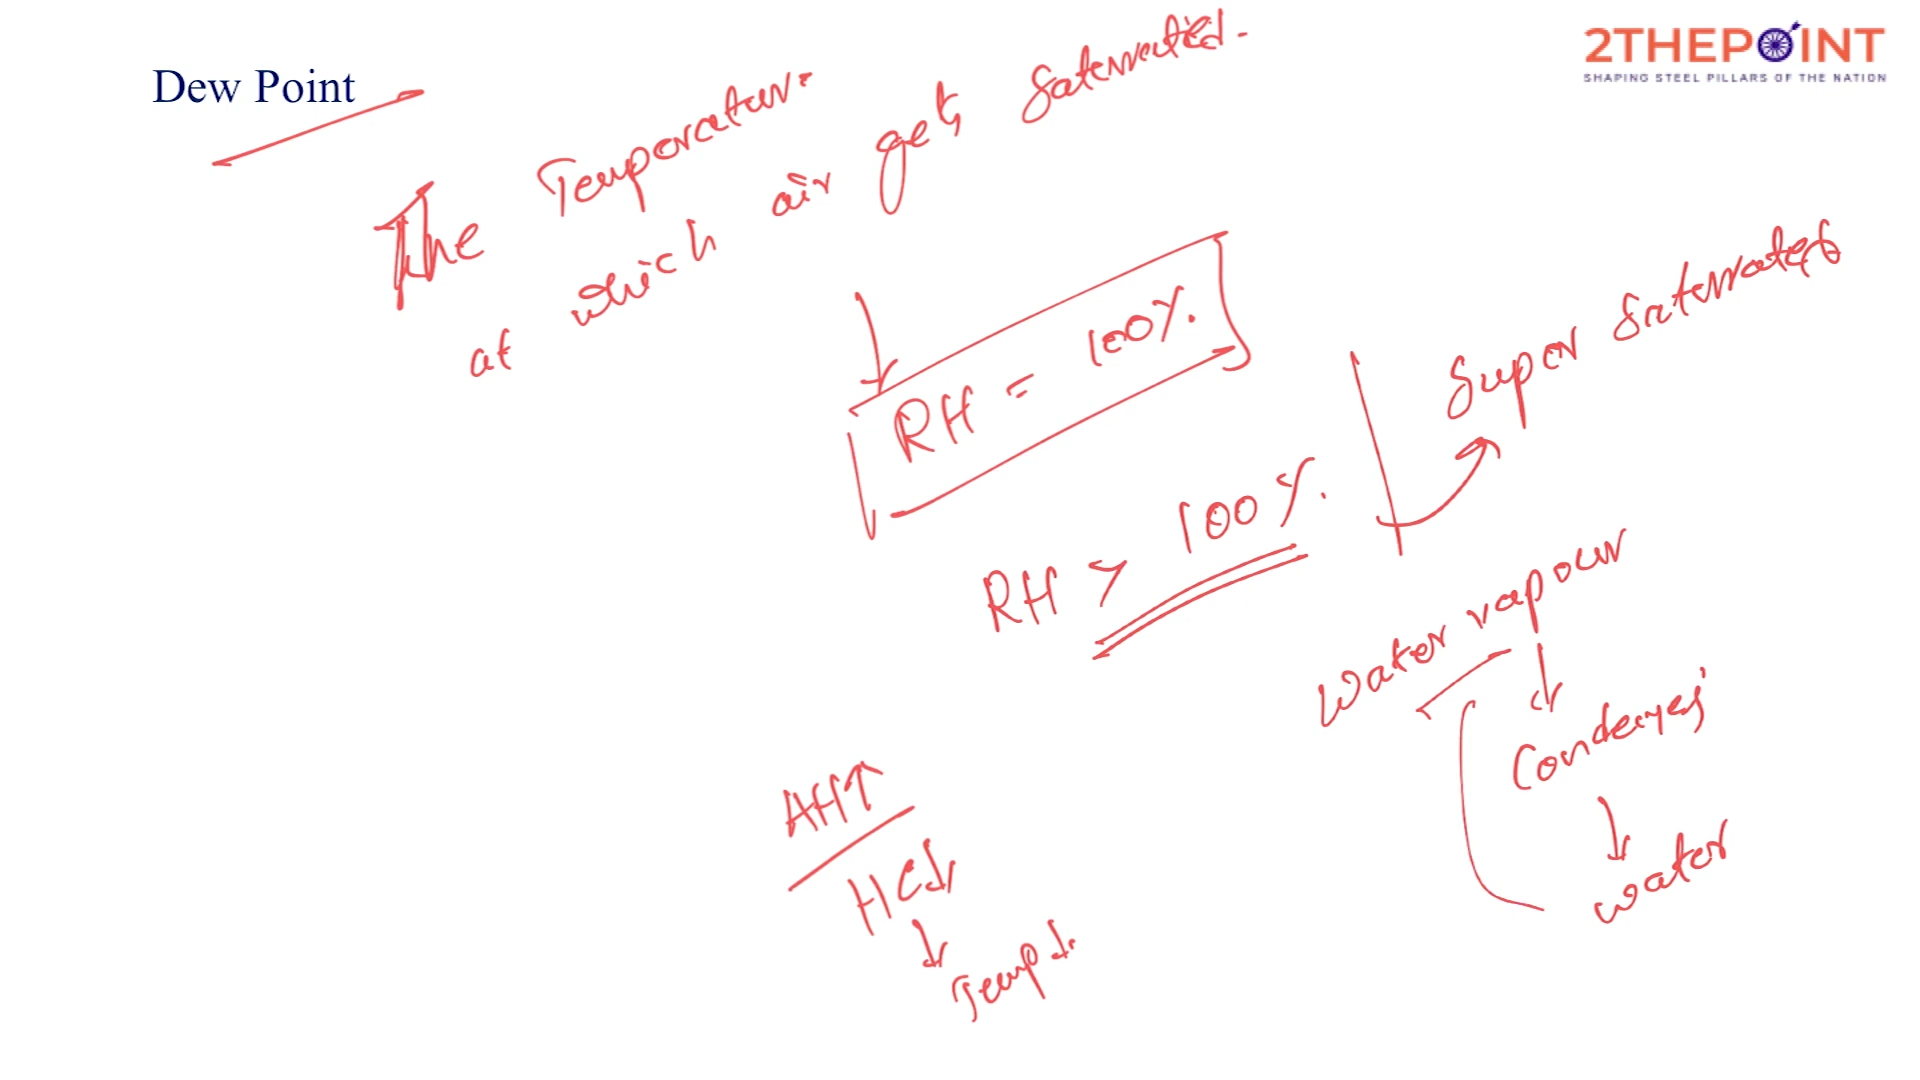 2THEPOINT
SHAPING STEEL PILLARS OF THE NATION
Dew Point
The Temperature
at which air gets saturated.
RH = 100%.
RH > 100%.
Super Saturated
Water vapour
↓
Condenses
↓
water
AH↑
HC↓
↓
Temp↓.